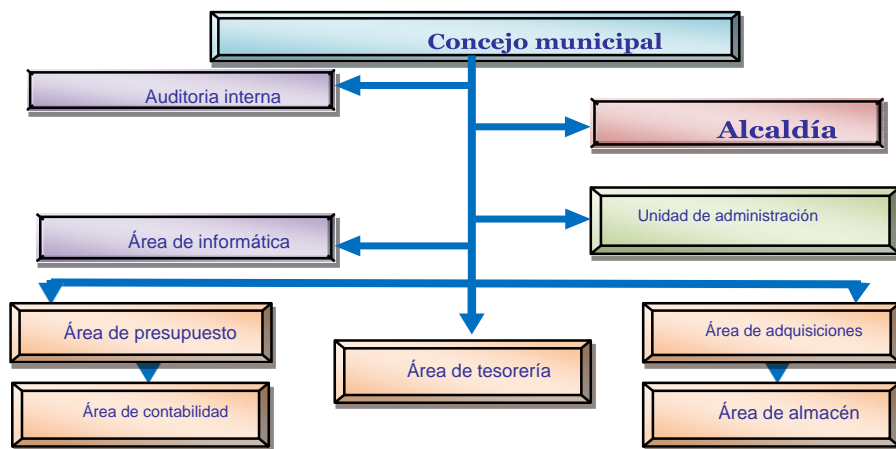 Concejo municipal
Auditoria interna
Alcaldía
Unidad de administración
Área de informática
Área de presupuesto
Área de adquisiciones
Área de tesorería
Área de contabilidad
Área de almacén